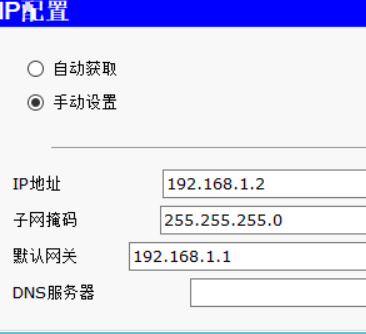 IP配置
自动获取
手动设置
IP地址 192.168.1.2
子网掩码 255.255.255.0
默认网关 192.168.1.1
DNS服务器